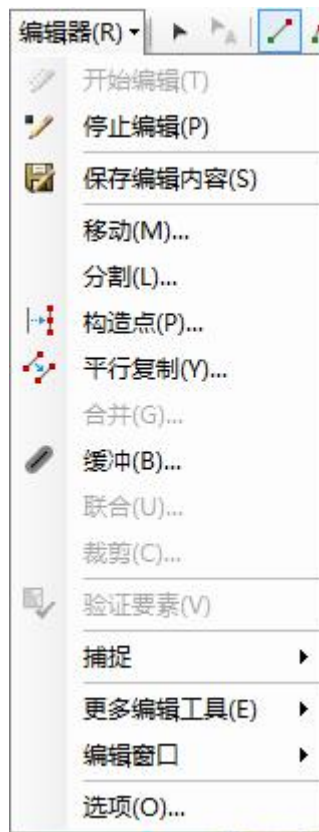 编辑器(R)
开始编辑(T)
停止编辑(P)
保存编辑内容(S)
移动(M)...
分割(L)...
构造点(P)...
平行复制(Y)...
合并(G)...
缓冲(B)...
联合(U)...
裁剪(C)...
验证要素(V)
捕捉
更多编辑工具(E)
编辑窗口
选项(O)...